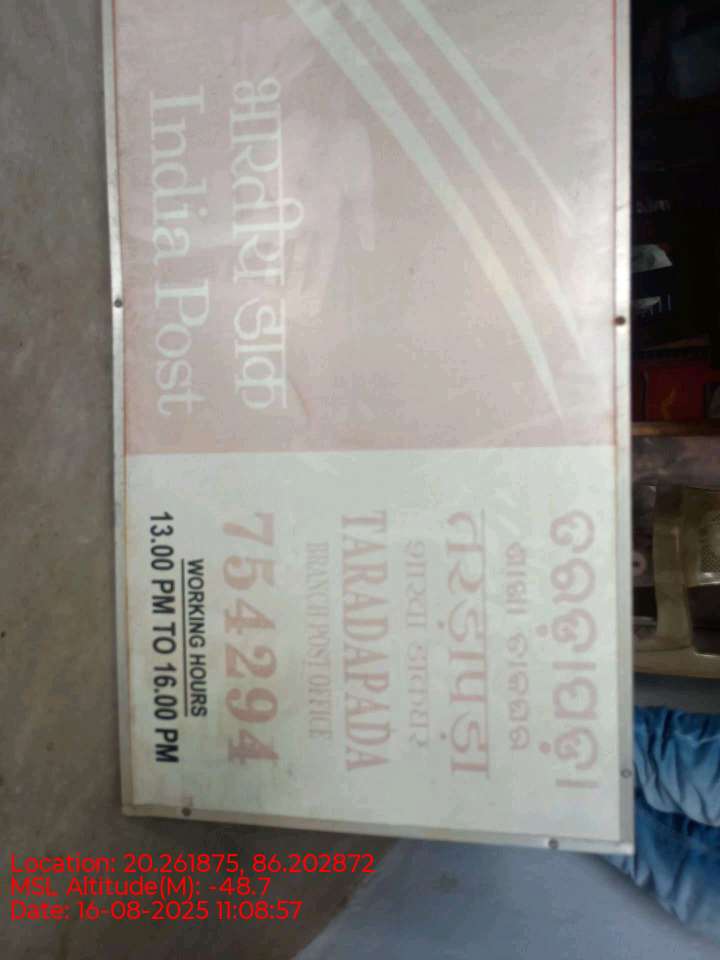 भारतीय डाक
India Post
ତରଡ଼ାପଡ଼ା
ଶାଖା ଡାକଘର
तरड़ापड़ा
शाखा डाकघर
TARADAPADA
BRANCH POST OFFICE
754294
WORKING HOURS
13.00 PM TO 16.00 PM
Location: 20.261875, 86.202872
MSL Altitude(M): -48.7
Date: 16-08-2025 11:08:57